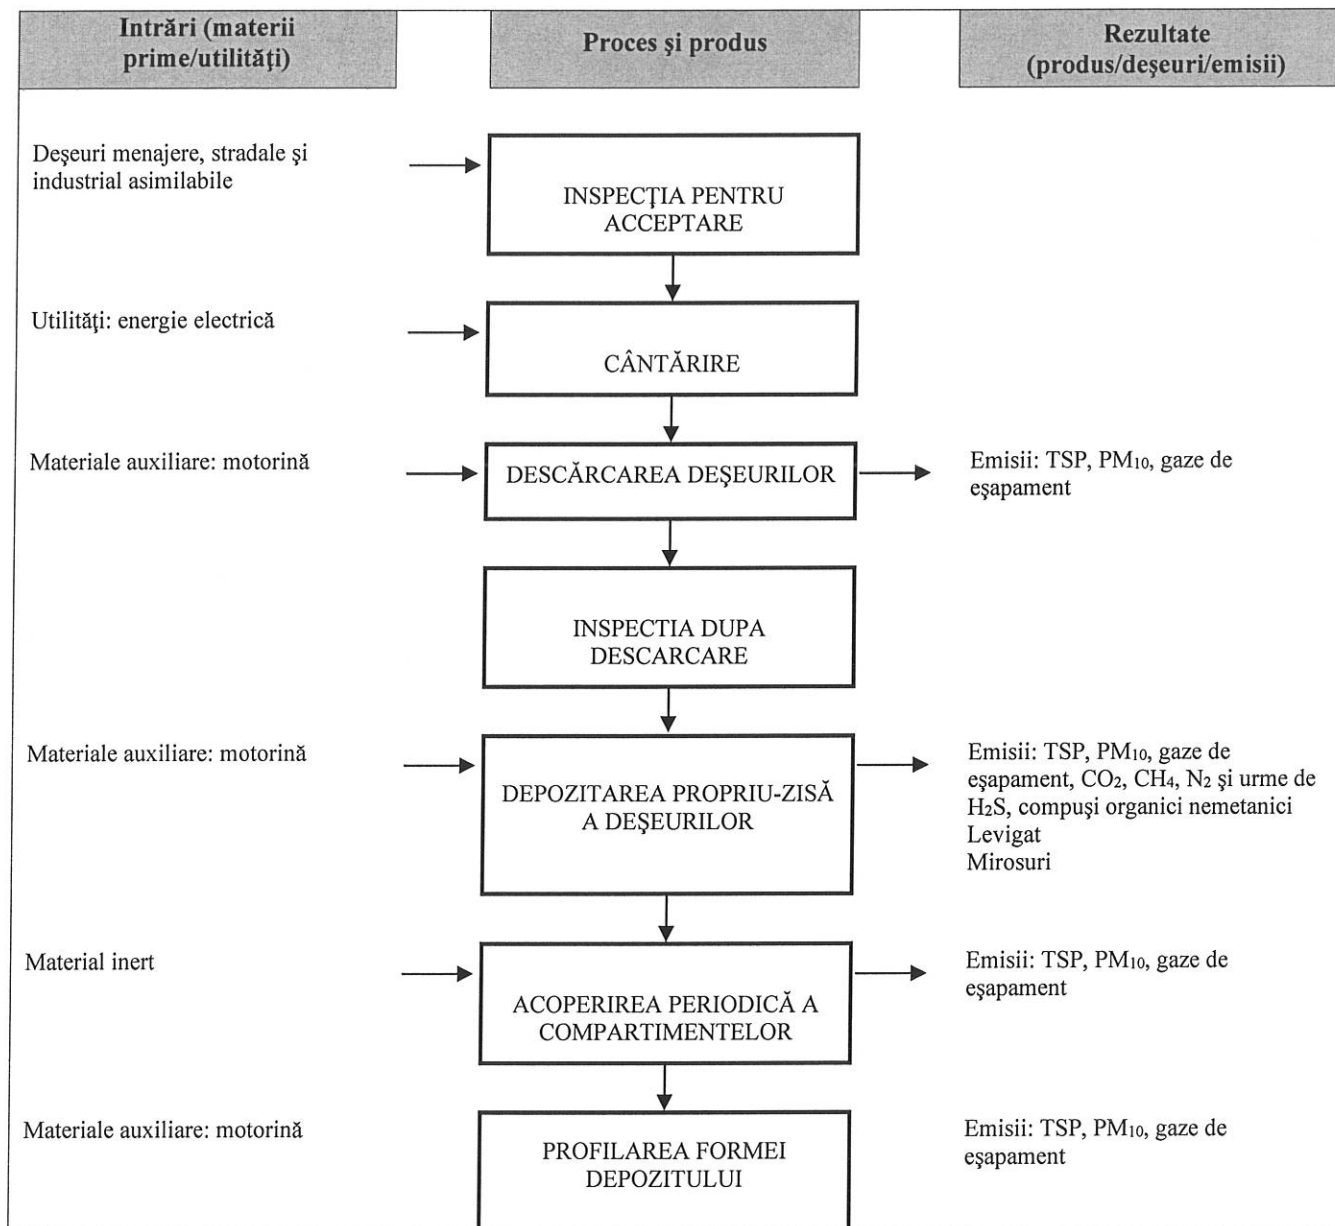 Intrări (materii
prime/utilităţi)
Proces şi produs
Rezultate
(produs/deşeuri/emisii)
Deşeuri menajere, stradale şi
industrial asimilabile
INSPECŢIA PENTRU
ACCEPTARE
Utilităţi: energie electrică
CÂNTĂRIRE
Materiale auxiliare: motorină
DESCĂRCAREA DEŞEURILOR
Emisii: TSP, PM₁₀, gaze de
eşapament
INSPECTIA DUPA
DESCARCARE
Materiale auxiliare: motorină
DEPOZITAREA PROPRIU-ZISĂ
A DEŞEURILOR
Emisii: TSP, PM₁₀, gaze de
eşapament, CO₂, CH₄, N₂ şi urme de
H₂S, compuşi organici nemetanici
Levigat
Mirosuri
Material inert
ACOPERIREA PERIODICĂ A
COMPARTIMENTELOR
Emisii: TSP, PM₁₀, gaze de
eşapament
Materiale auxiliare: motorină
PROFILAREA FORMEI
DEPOZITULUI
Emisii: TSP, PM₁₀, gaze de
eşapament